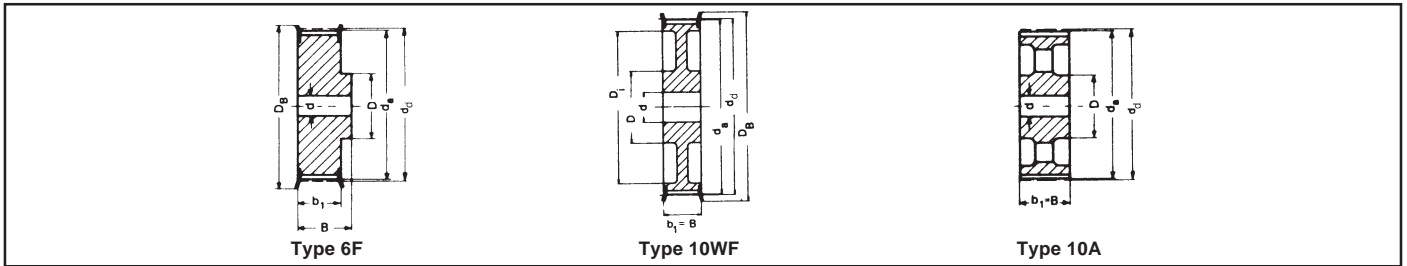 D_B
d
D
d_a
d_d
b_1
B
Type 6F
D_i
D
d
d_a
d_d
D_B
b_1 = B
Type 10WF
d
D
d_a
d_d
b_1=B
Type 10A